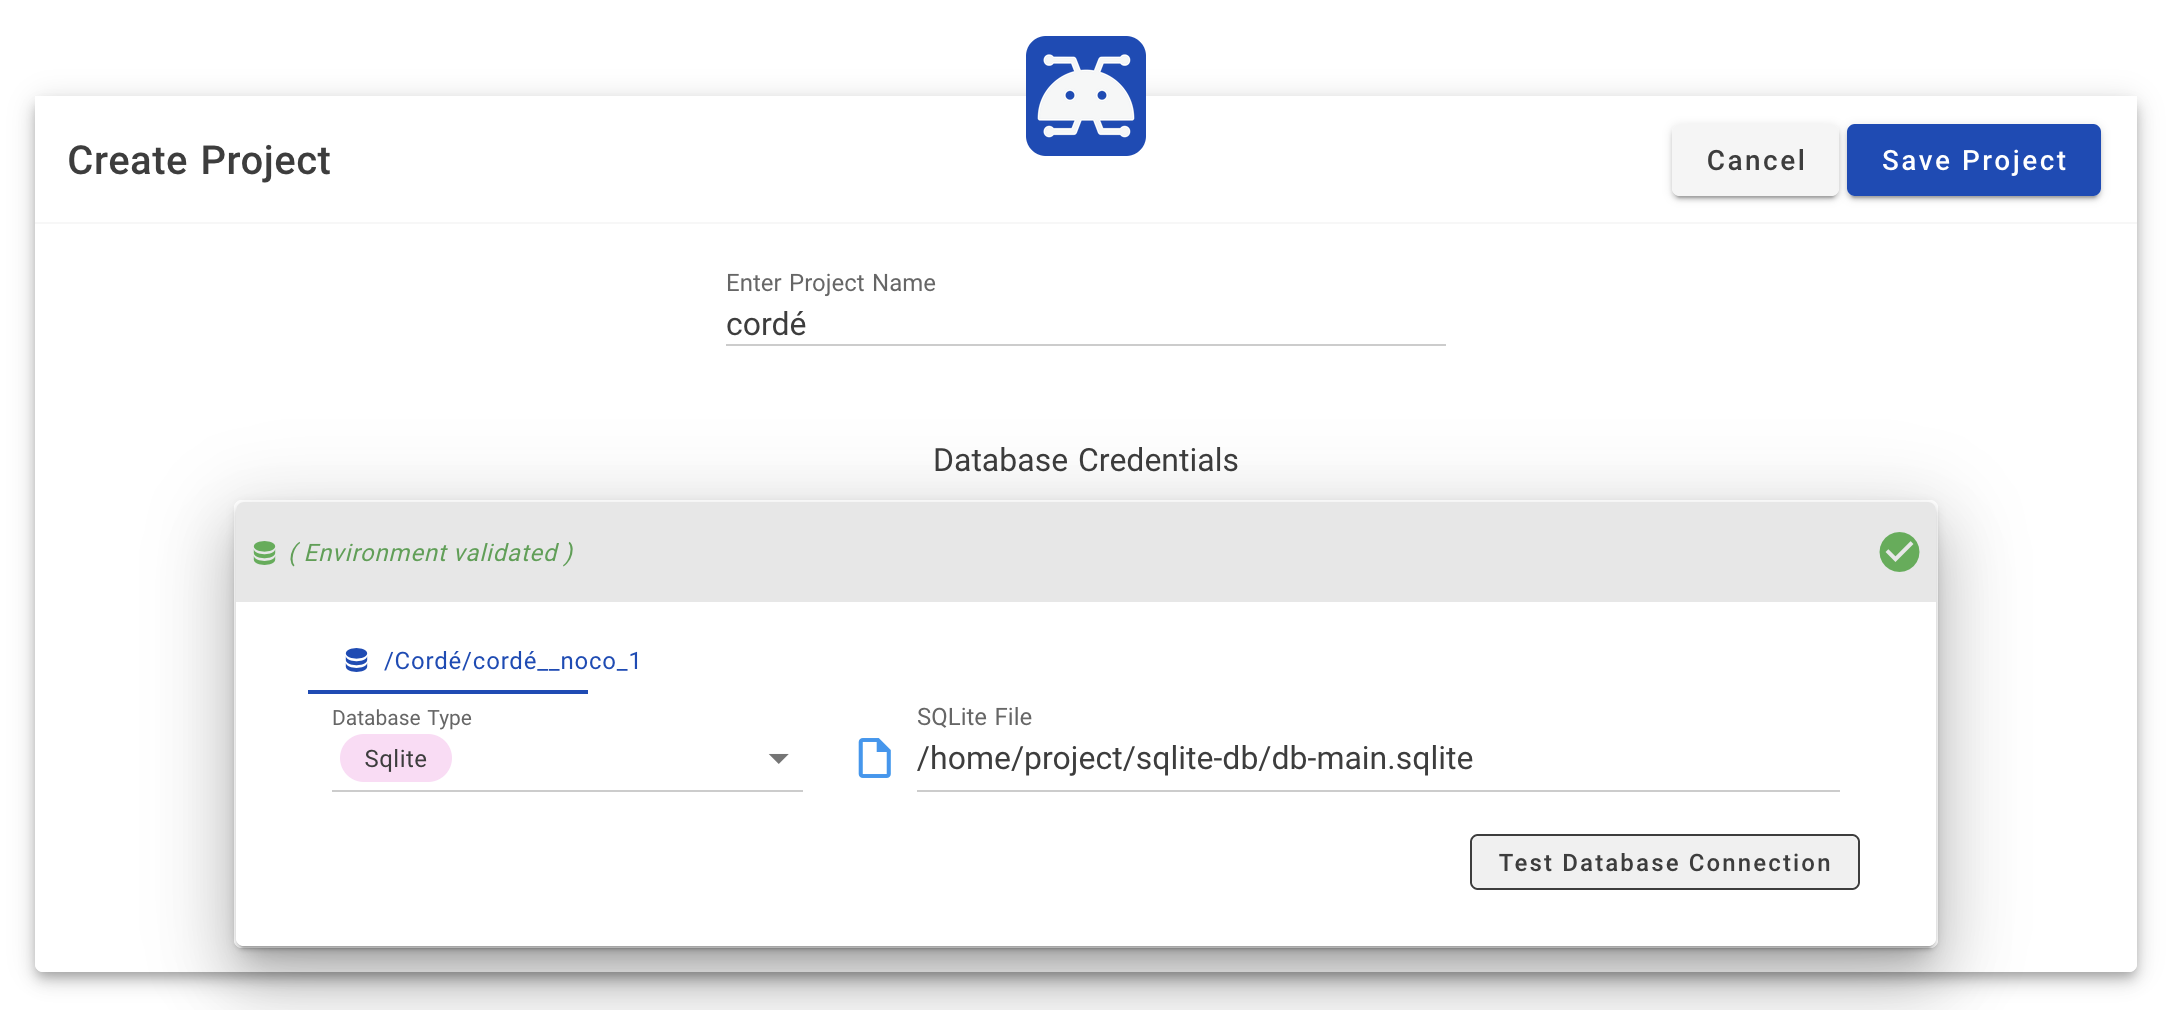 Create Project
Cancel
Save Project
Enter Project Name
cordé
Database Credentials
( Environment validated )
/Cordé/cordé__noco_1
Database Type
SQLite File
Sqlite
/home/project/sqlite-db/db-main.sqlite
Test Database Connection